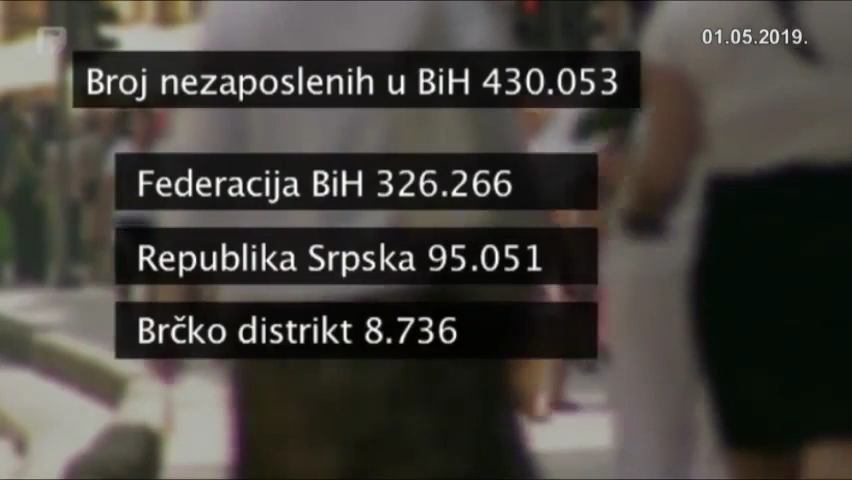 01.05.2019.
Broj nezaposlenih u BiH 430.053
Federacija BiH 326.266
Republika Srpska 95.051
Brčko distrikt 8.736